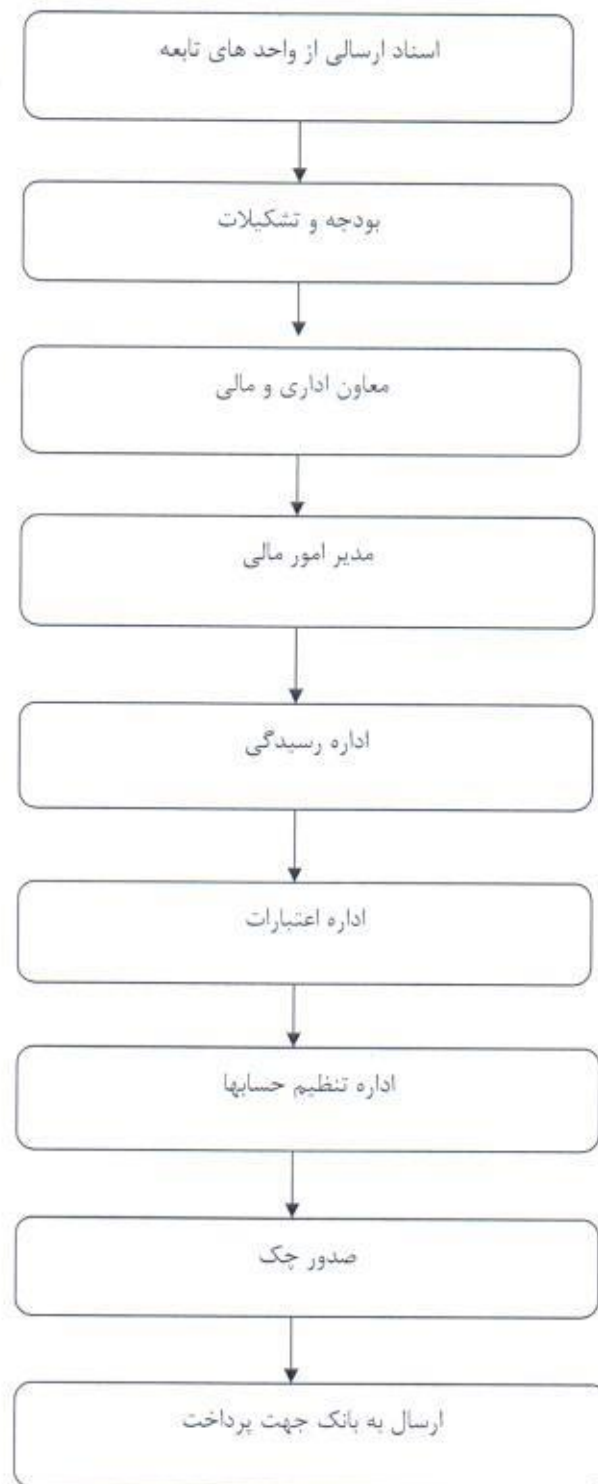 اسناد ارسالی از واحد های تابعه
بودجه و تشکیلات
معاون اداری و مالی
مدیر امور مالی
اداره رسیدگی
اداره اعتبارات
اداره تنظیم حسابها
صدور چک
ارسال به بانک جهت پرداخت